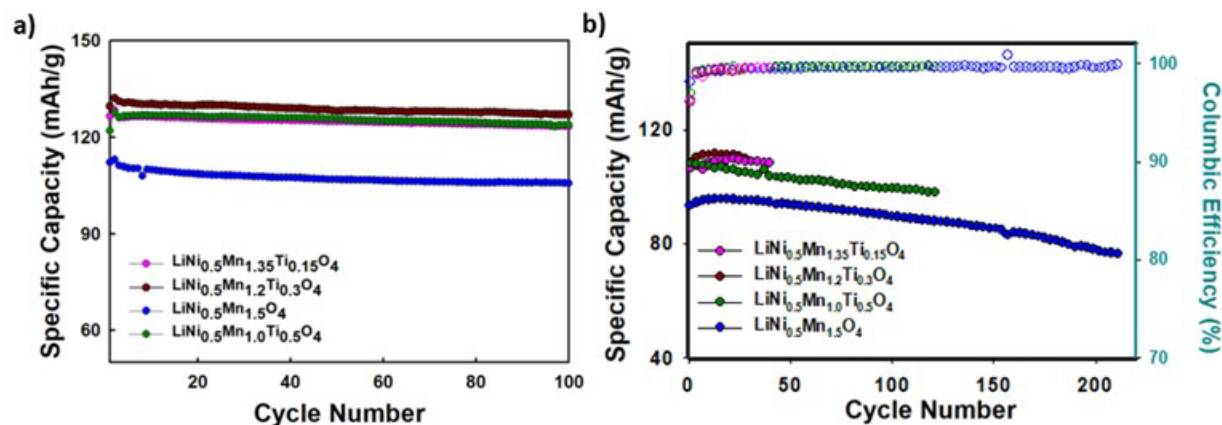 a)
Specific Capacity (mAh/g)
150
120
90
60
LiNi0.5Mn1.35Ti0.15O4
LiNi0.5Mn1.2Ti0.3O4
LiNi0.5Mn1.5O4
LiNi0.5Mn1.0Ti0.5O4
20
40
60
80
100
Cycle Number
b)
Specific Capacity (mAh/g)
120
80
40
LiNi0.5Mn1.35Ti0.15O4
LiNi0.5Mn1.2Ti0.3O4
LiNi0.5Mn1.0Ti0.5O4
LiNi0.5Mn1.5O4
0
50
100
150
200
Cycle Number
100
90
80
70
Columbic Efficiency (%)